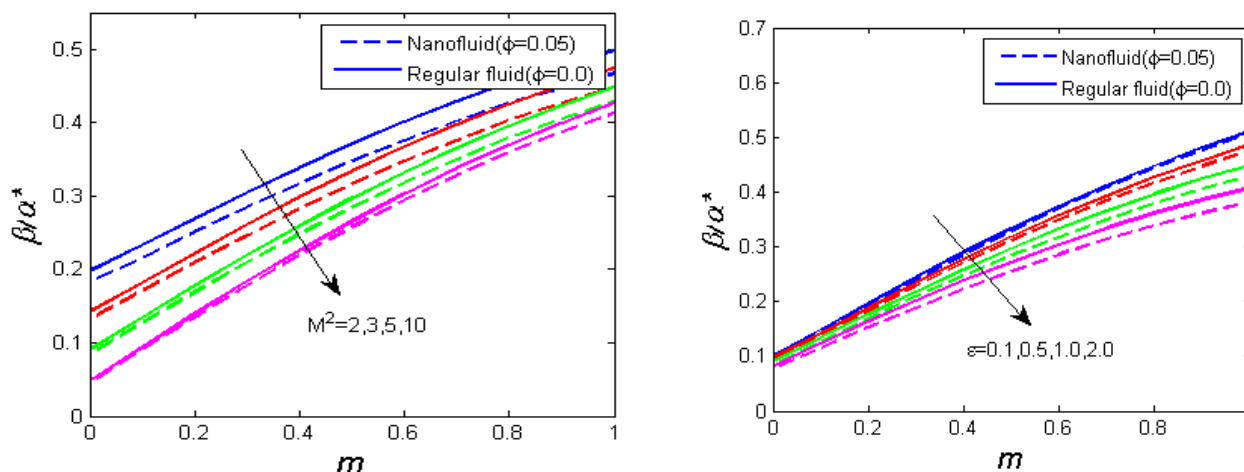 0.5
0.4
0.3
0.2
0.1
0
β/α*
0 0.2 0.4 0.6 0.8 1
m
Nanofluid(ϕ=0.05)
Regular fluid(ϕ=0.0)
M²=2,3,5,10
0.7
0.6
0.5
0.4
0.3
0.2
0.1
0
β/α*
0 0.2 0.4 0.6 0.8
m
Nanofluid(ϕ=0.05)
Regular fluid(ϕ=0.0)
ε=0.1,0.5,1.0,2.0